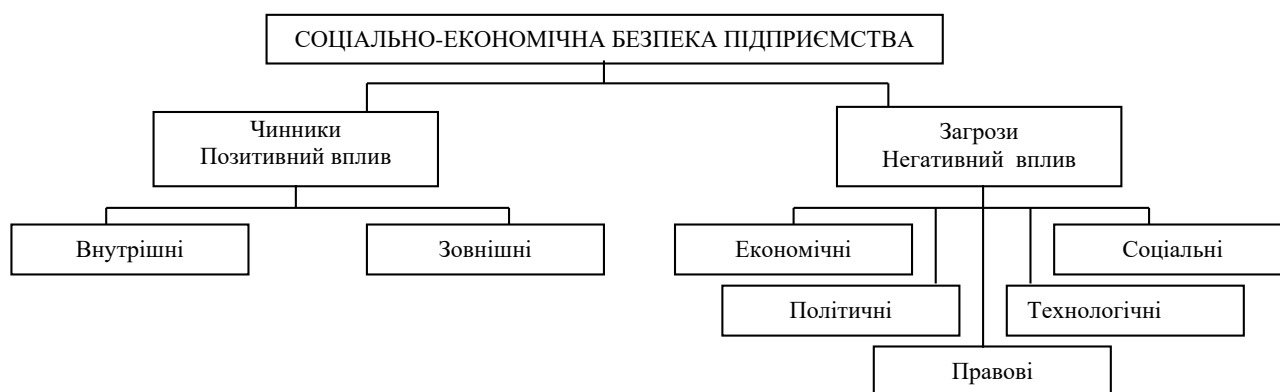 СОЦІАЛЬНО-ЕКОНОМІЧНА БЕЗПЕКА ПІДПРИЄМСТВА
Чинники
Позитивний вплив
Загрози
Негативний вплив
Внутрішні
Зовнішні
Економічні
Соціальні
Політичні
Технологічні
Правові